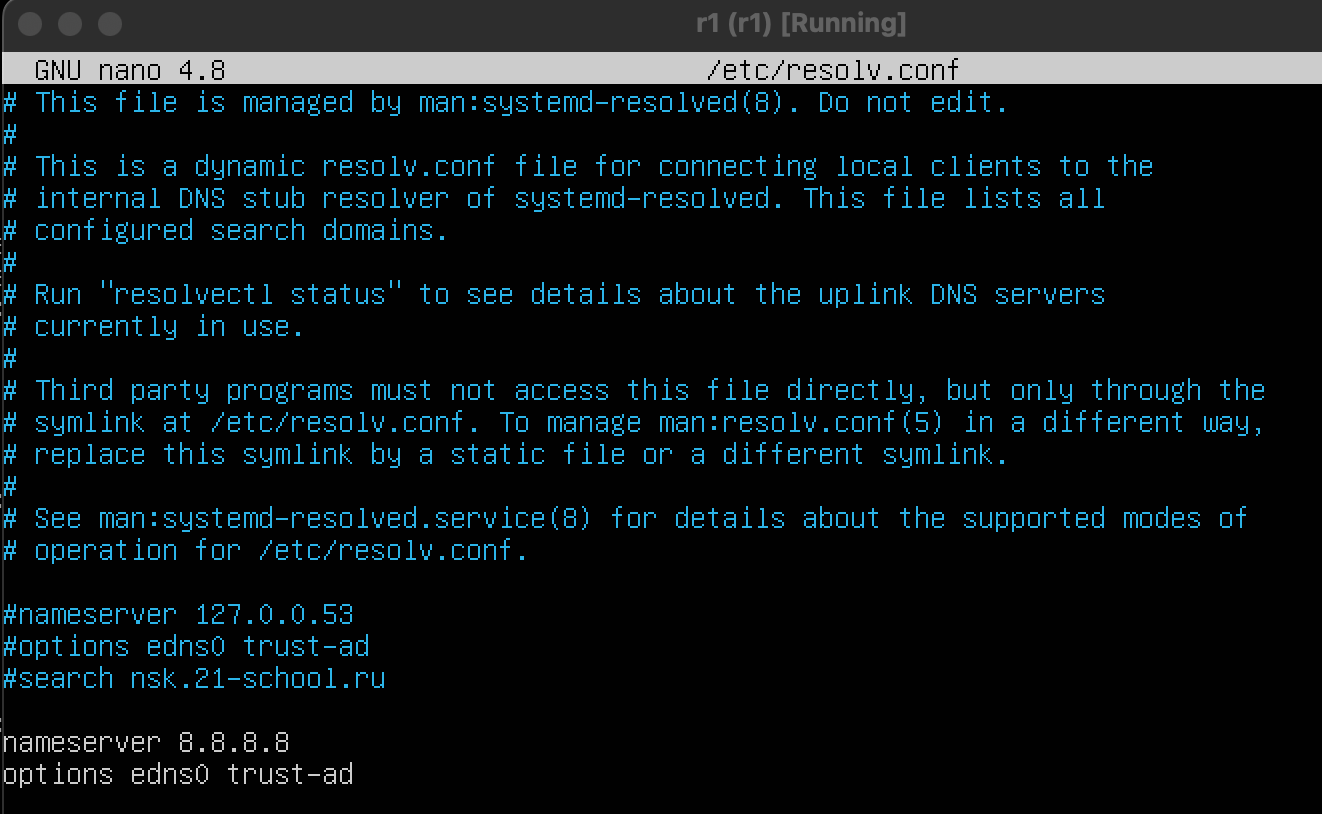 r1 (r1) [Running]
GNU nano 4.8 /etc/resolv.conf
# This file is managed by man:systemd-resolved(8). Do not edit.
#
# This is a dynamic resolv.conf file for connecting local clients to the
# internal DNS stub resolver of systemd-resolved. This file lists all
# configured search domains.
#
# Run "resolvectl status" to see details about the uplink DNS servers
# currently in use.
#
# Third party programs must not access this file directly, but only through the
# symlink at /etc/resolv.conf. To manage man:resolv.conf(5) in a different way,
# replace this symlink by a static file or a different symlink.
#
# See man:systemd-resolved.service(8) for details about the supported modes of
# operation for /etc/resolv.conf.
#nameserver 127.0.0.53
#options edns0 trust-ad
#search nsk.21-school.ru
nameserver 8.8.8.8
options edns0 trust-ad